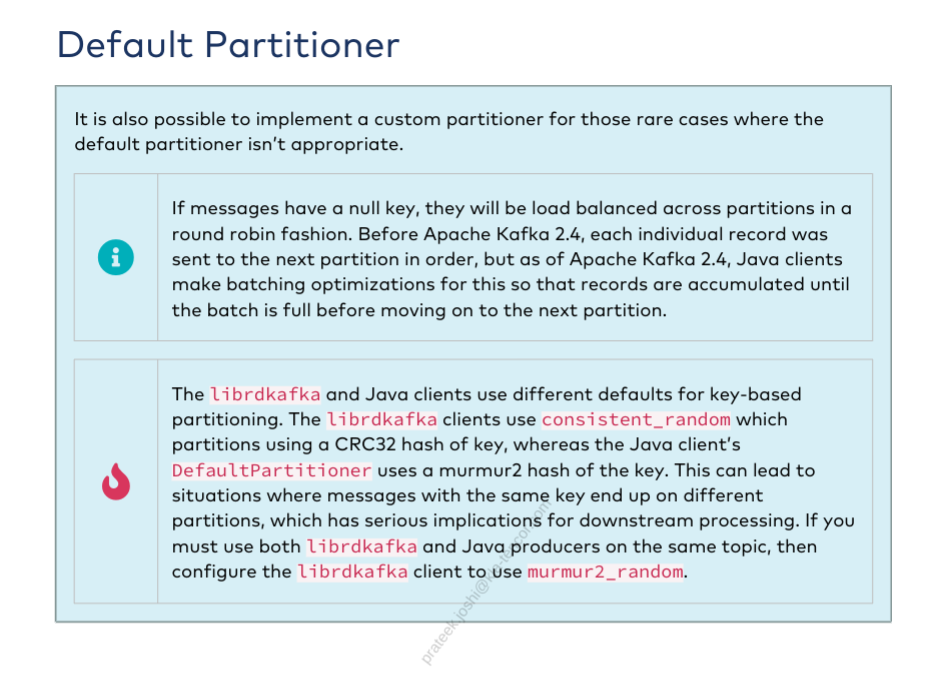 Default Partitioner
It is also possible to implement a custom partitioner for those rare cases where the
default partitioner isn't appropriate.
If messages have a null key, they will be load balanced across partitions in a
round robin fashion. Before Apache Kafka 2.4, each individual record was
sent to the next partition in order, but as of Apache Kafka 2.4, Java clients
make batching optimizations for this so that records are accumulated until
the batch is full before moving on to the next partition.
The librdkafka and Java clients use different defaults for key-based
partitioning. The librdkafka clients use consistent_random which
partitions using a CRC32 hash of key, whereas the Java client's
DefaultPartitioner uses a murmur2 hash of the key. This can lead to
situations where messages with the same key end up on different
partitions, which has serious implications for downstream processing. If you
must use both librdkafka and Java producers on the same topic, then
configure the librdkafka client to use murmur2_random.